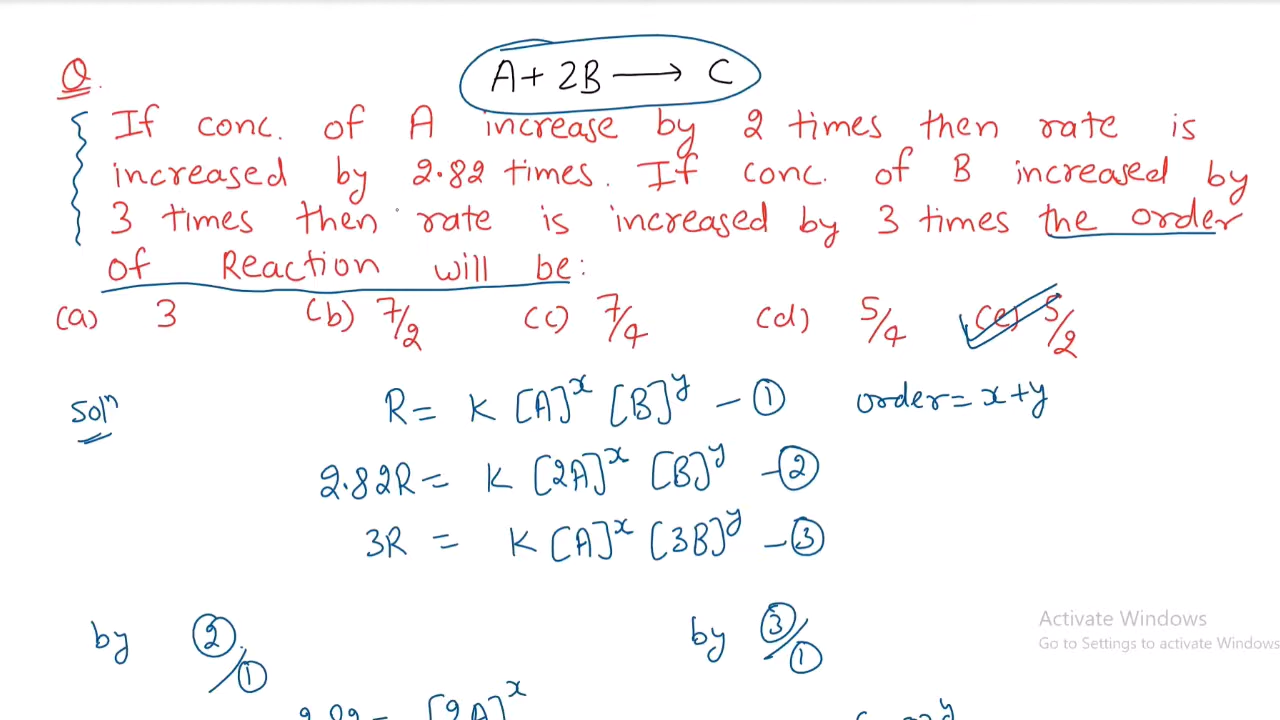 Q.
A + 2B ⟶ C
If conc. of A increase by 2 times then rate is
increased by 2.82 times. If conc. of B increased by
3 times then rate is increased by 3 times the order
of Reaction will be:
(a) 3 (b) 7/2 (c) 7/4 (d) 5/4 (e) 5/2
Solⁿ
R = K [A]ˣ [B]ʸ – ① order = x + y
2.82R = K [2A]ˣ [B]ʸ – ②
3R = K [A]ˣ [3B]ʸ – ③
by ②/① by ③/①
[2A]ˣ
Activate Windows
Go to Settings to activate Windows